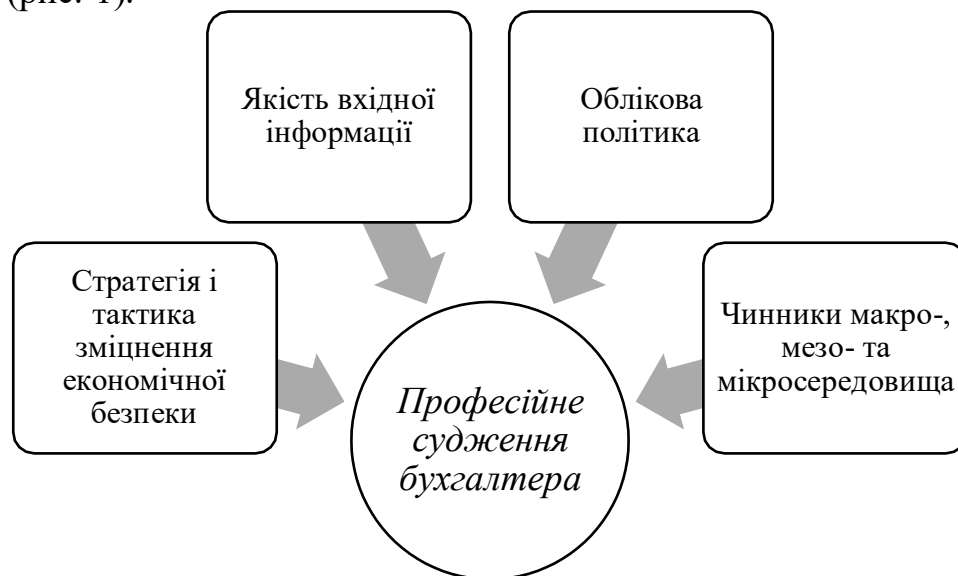 (рис. 1).
Якість вхідної
інформації
Облікова
політика
Стратегія і
тактика
зміцнення
економічної
безпеки
Чинники макро-,
мезо- та
мікросередовища
Професійне
судження
бухгалтера